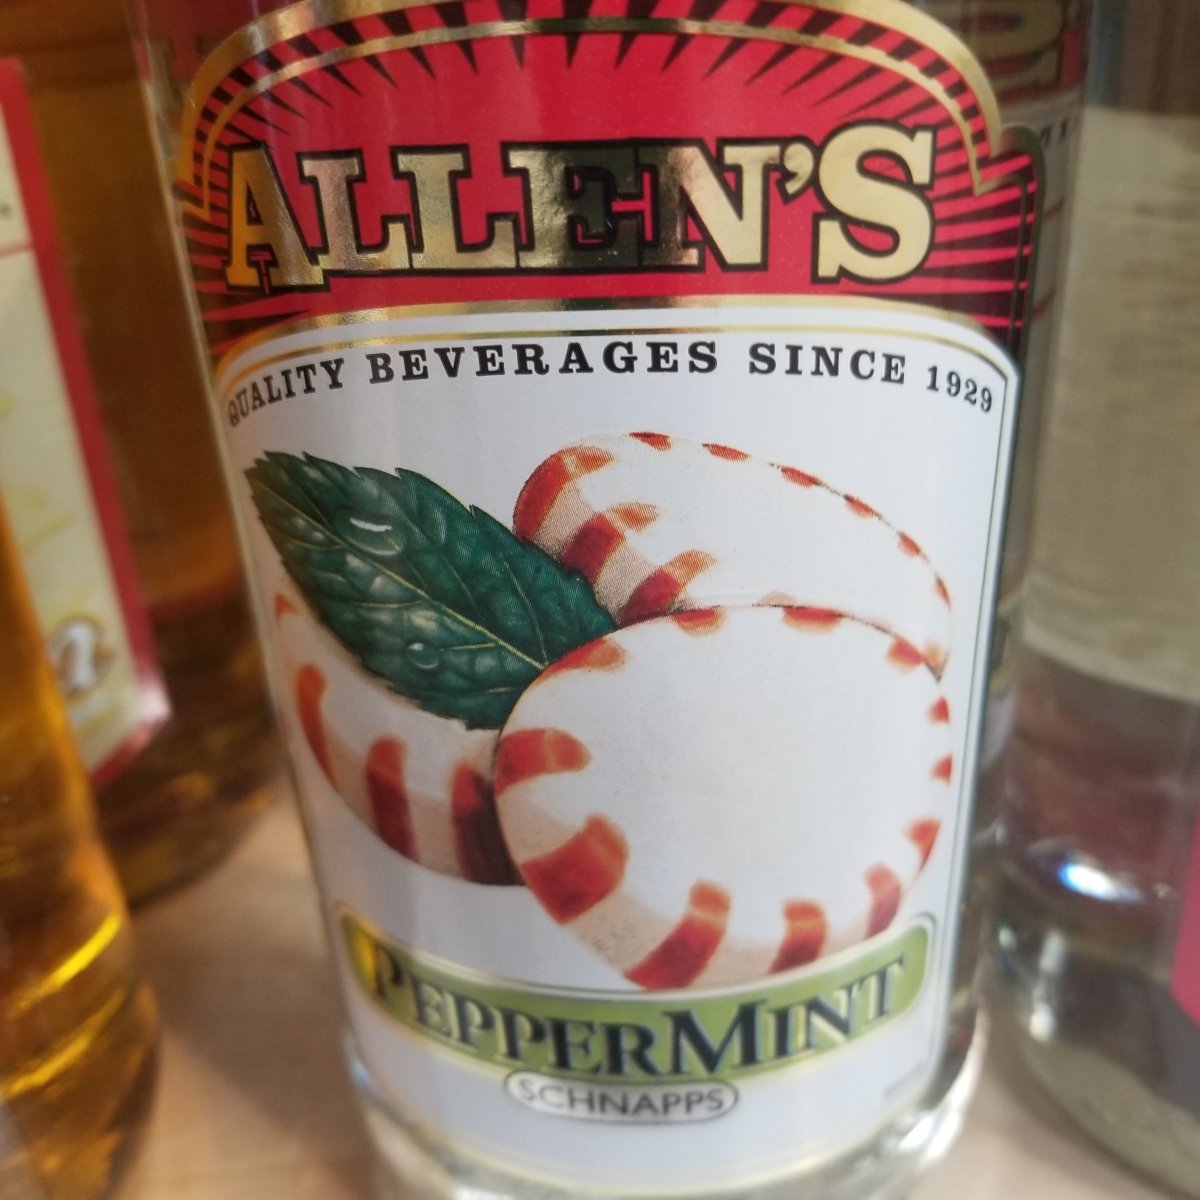 ALLEN'S
QUALITY BEVERAGES SINCE 1929
PEPPERMINT
SCHNAPPS